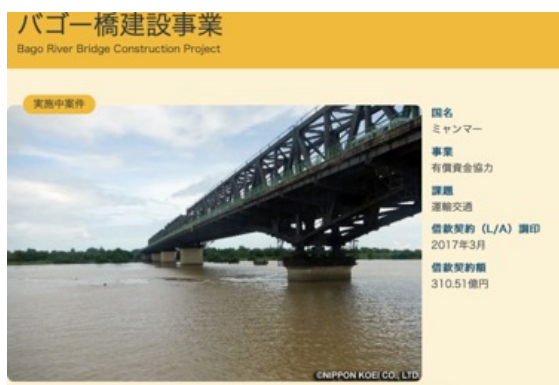 バゴー橋建設事業
Bago River Bridge Construction Project
実施中案件
国名
ミャンマー
事業
有償資金協力
課題
運輸交通
借款契約（L/A）調印
2017年3月
借款契約額
310.51億円
©NIPPON KOEI CO., LTD